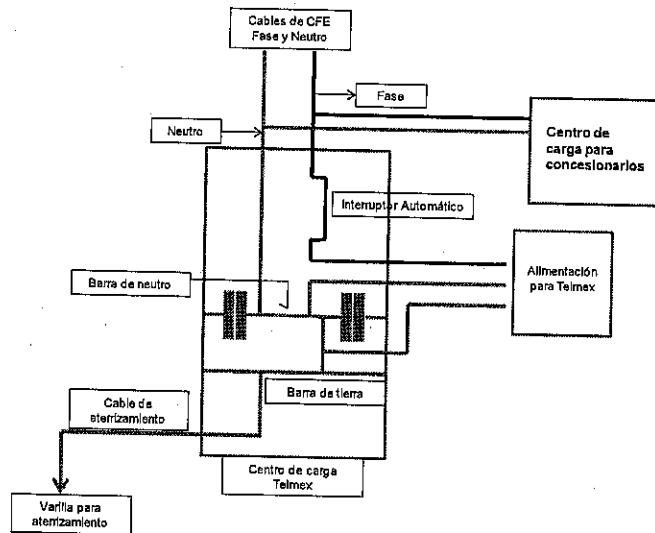 Cables de CFE
Fase y Neutro
Fase
Neutro
Centro de
carga para
concesionarios
Interruptor Automático
Alimentación
para Telmex
Barra de neutro
Barra de tierra
Cable de
aterrizamiento
Centro de carga
Telmex
Varilla para
aterrizamiento